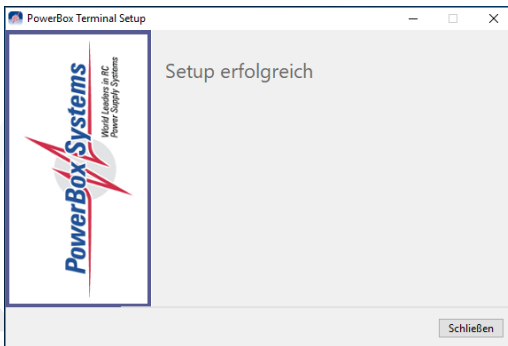 PowerBox Terminal Setup
PowerBox Systems
World Leaders in RC
Power Supply Systems
Setup erfolgreich
Schließen